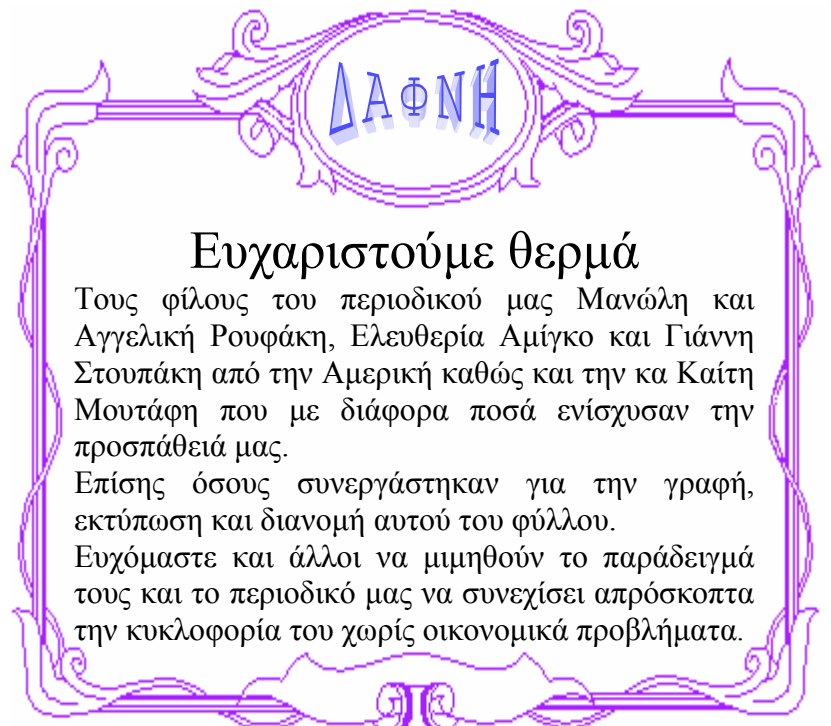 ΔΑΦΝΗ
Ευχαριστούμε θερμά
Τους φίλους του περιοδικού μας Μανώλη και
Αγγελική Ρουφάκη, Ελευθερία Αμίγκο και Γιάννη
Στουπάκη από την Αμερική καθώς και την κα Καίτη
Μουτάφη που με διάφορα ποσά ενίσχυσαν την
προσπάθειά μας.
Επίσης όσους συνεργάστηκαν για την γραφή,
εκτύπωση και διανομή αυτού του φύλλου.
Ευχόμαστε και άλλοι να μιμηθούν το παράδειγμά
τους και το περιοδικό μας να συνεχίσει απρόσκοπτα
την κυκλοφορία του χωρίς οικονομικά προβλήματα.